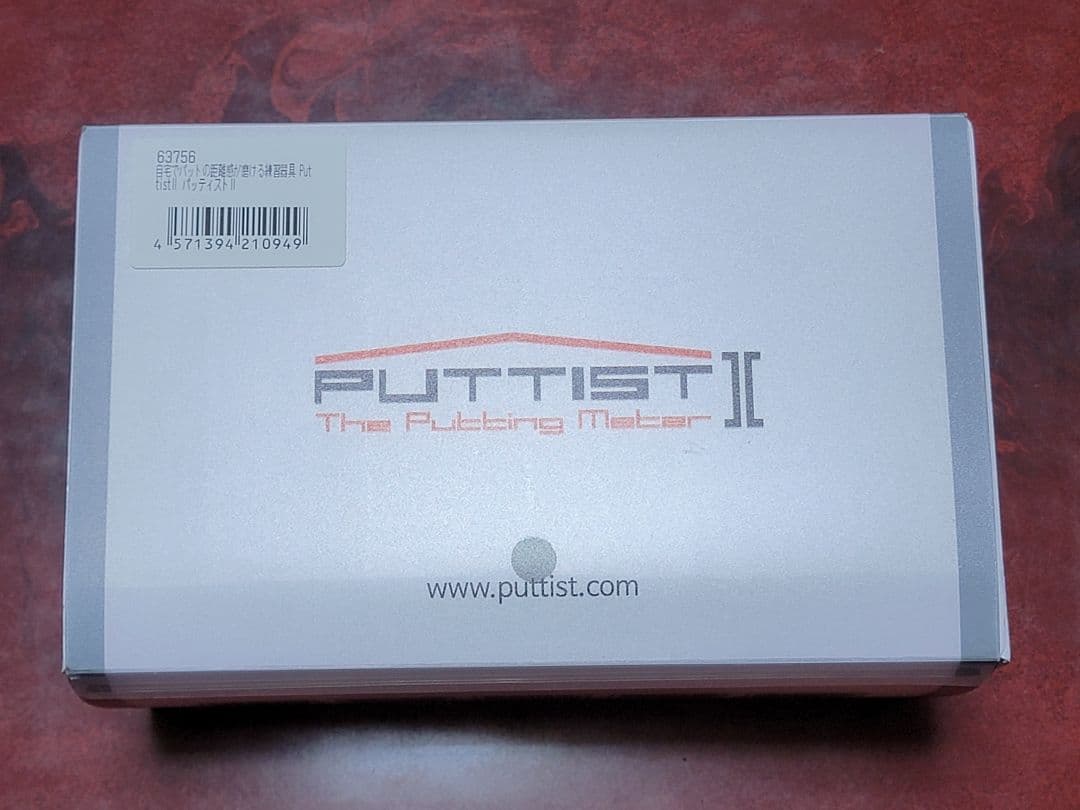 63756
自宅でパットの距離感が磨ける練習器具 Put
tistⅡ パッティストⅡ
4 571394 210949
PUTTIST Ⅱ
The Putting Meter
www.puttist.com